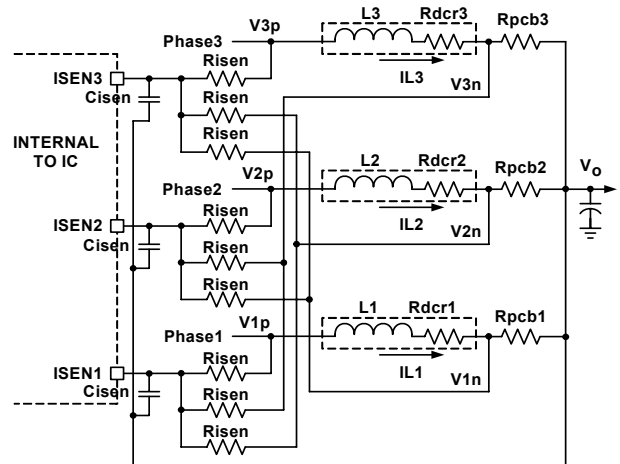 V3p
L3
Rdcr3
Rpcb3
Phase3
Risen
ISEN3
Cisen
Risen
Risen
IL3
V3n
INTERNAL
TO IC
V2p
L2
Rdcr2
Rpcb2
Vo
Phase2
Risen
ISEN2
Cisen
Risen
Risen
IL2
V2n
V1p
L1
Rdcr1
Rpcb1
Phase1
Risen
ISEN1
Cisen
Risen
Risen
IL1
V1n